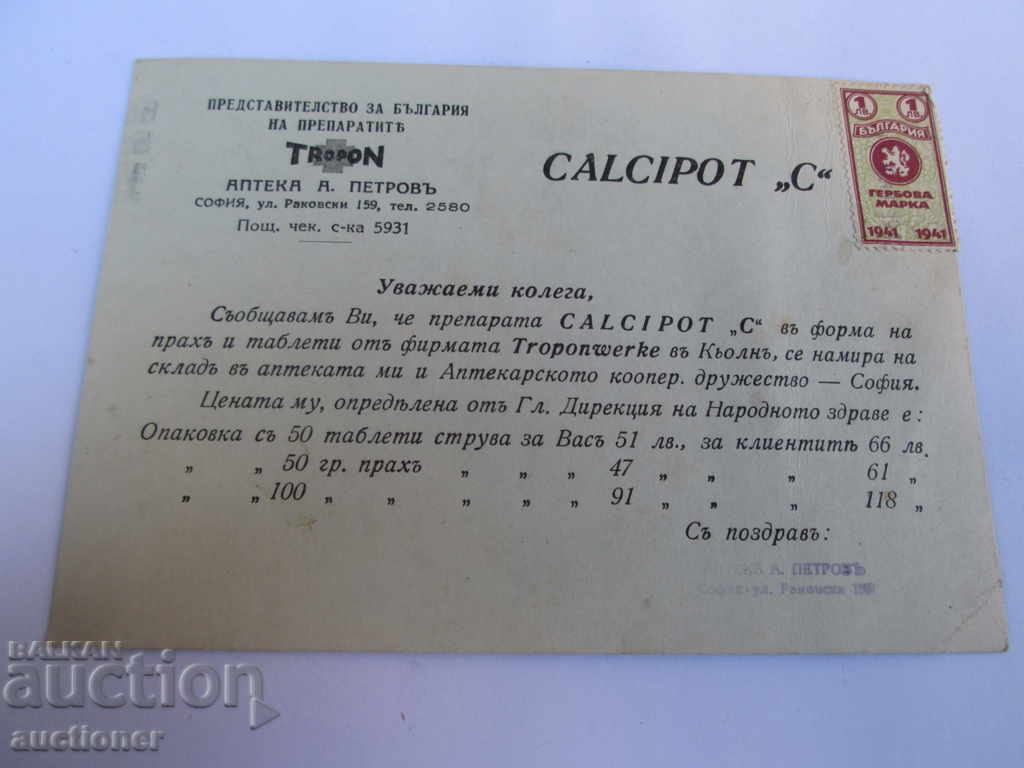 ПРЕДСТАВИТЕЛСТВО ЗА БЪЛГАРИЯ
НА ПРЕПАРАТИТѢ
TROPON
АПТЕКА А. ПЕТРОВЪ
СОФИЯ, ул. Раковски 159, тел. 2580
Пощ. чек. с-ка 5931
CALCIPOT „C“
1 ЛВ. 1 ЛВ.
БЪЛГАРИЯ
ГЕРБОВА
МАРКА
1941 1941
Уважаеми колега,
Съобщавамъ Ви, че препарата CALCIPOT „C“ въ форма на
прахъ и таблети отъ фирмата Troponwerke въ Кьолнъ, се намира на
складъ въ аптеката ми и Аптекарското коопер. дружество — София.
Цената му, опредѣлена отъ Гл. Дирекция на Народното здраве е:
Опаковка съ 50 таблети струва за Васъ 51 лв., за клиентитѣ 66 лв.
„ „ 50 гр. прахъ „ „ „ 47 „ „ „ 61 „
„ „ 100 „ „ „ „ „ 91 „ „ „ 118 „
Съ поздравъ:
АПТЕКА А. ПЕТРОВЪ
София-ул. Раковски
BALKAN
auction
auctioner